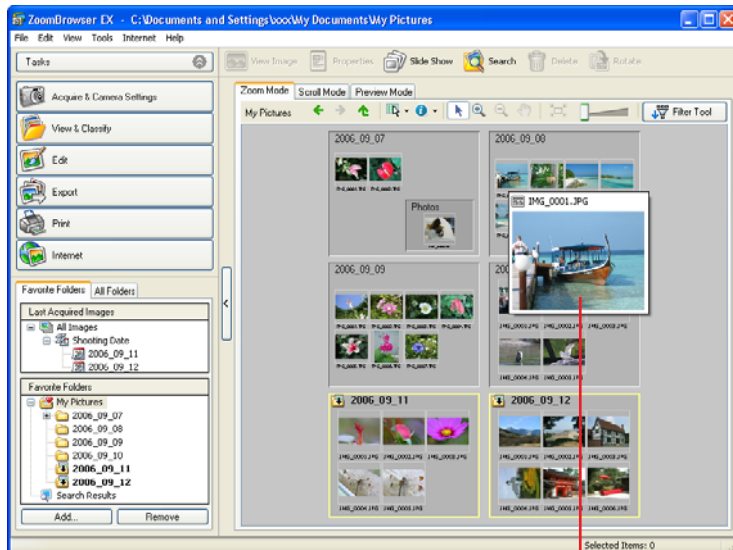 ZoomBrowser EX - C:\Documents and Settings\xxx\My Documents\My Pictures
File Edit View Tools Internet Help
Tasks
View Image Properties Slide Show Search Delete Rotate
Acquire & Camera Settings
View & Classify
Edit
Export
Print
Internet
Zoom Mode Scroll Mode Preview Mode
My Pictures
Filter Tool
2006_09_07
2006_09_08
Photos
IMG_0001.JPG
2006_09_09
Favorite Folders All Folders
Last Acquired Images
All Images
Shooting Date
2006_09_11
2006_09_12
Favorite Folders
My Pictures
2006_09_07
2006_09_08
2006_09_09
2006_09_10
2006_09_11
2006_09_12
Search Results
Add... Remove
2006_09_11
2006_09_12
Selected Items: 0